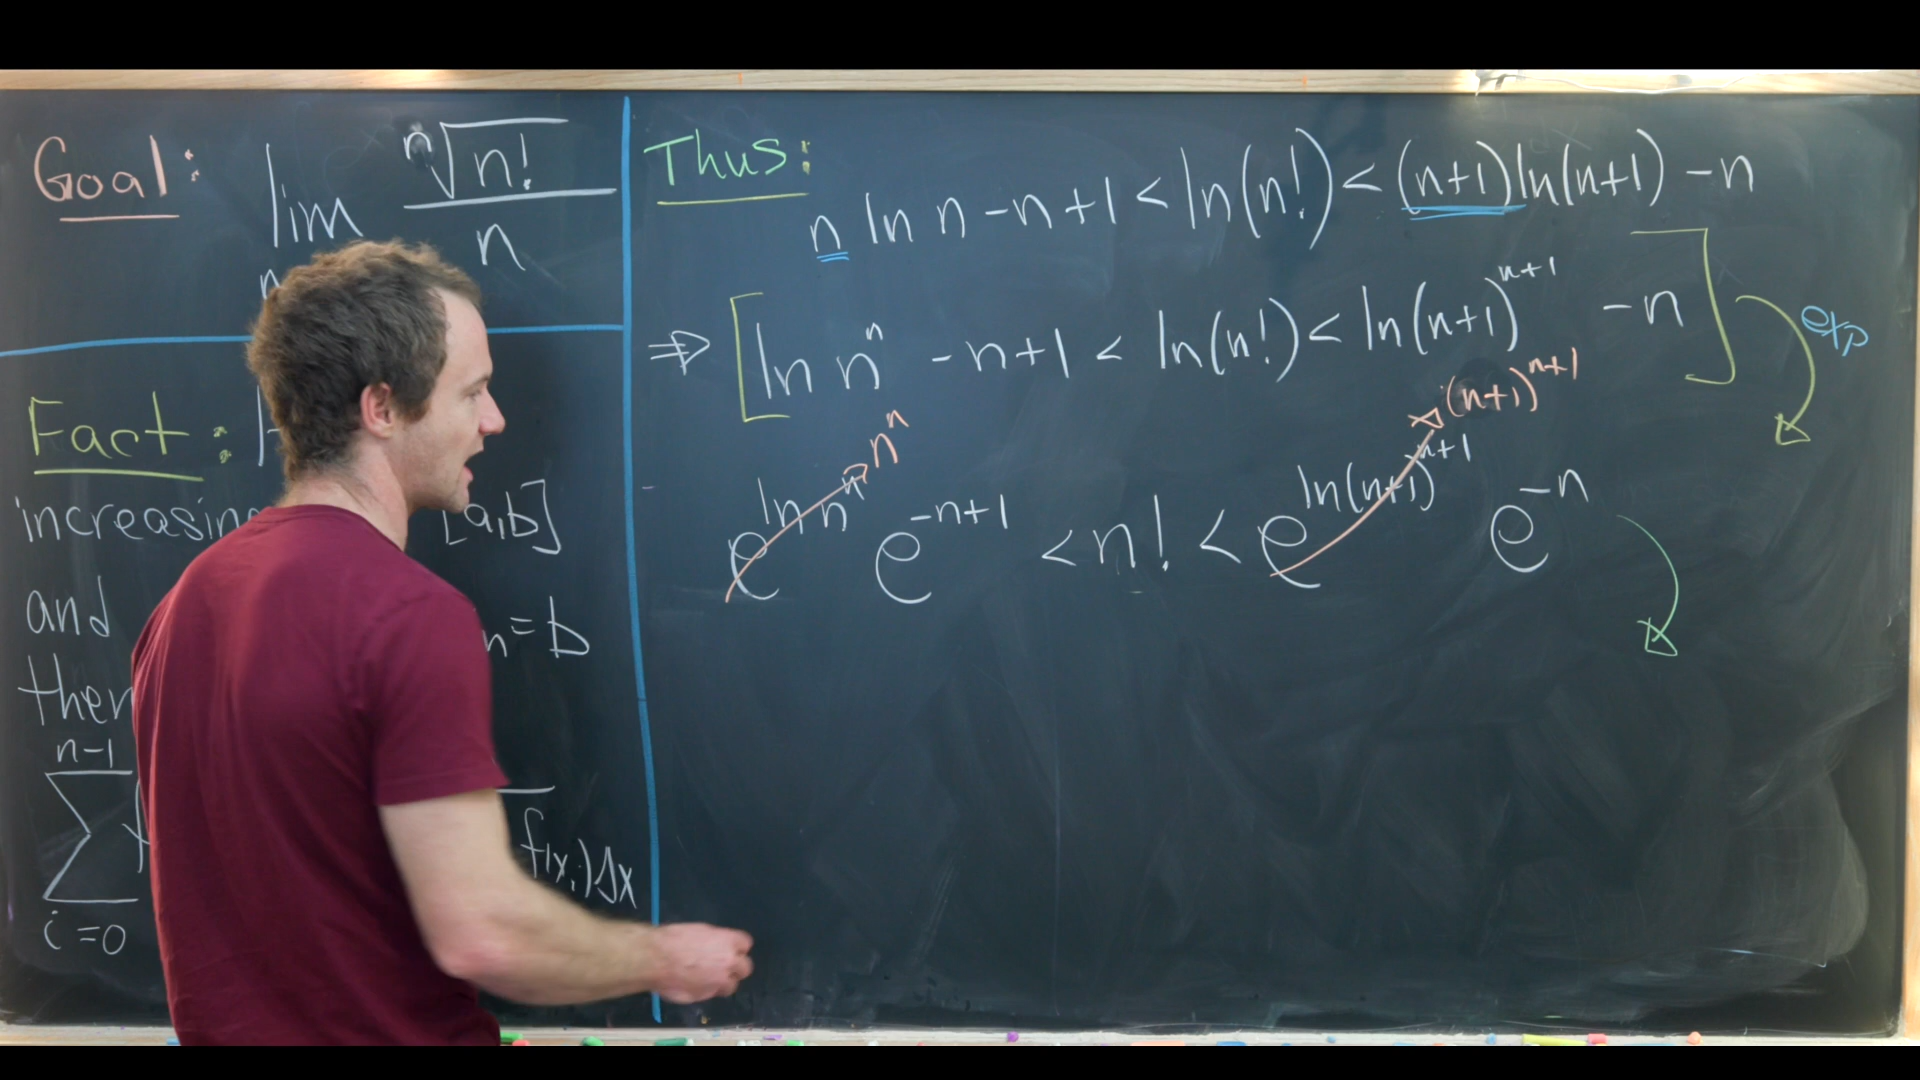 Goal: lim ⁿ√n! / n
n
Fact:
increasing [a,b]
and n=b
then
n-1
∑ f(xᵢ)Δx
i=0
Thus:
n ln n -n+1 < ln(n!) < (n+1)ln(n+1) -n
⇒ [ln nⁿ -n+1 < ln(n!) < ln(n+1)ⁿ⁺¹ -n] exp
nⁿ (n+1)ⁿ⁺¹
e^(ln nⁿ) e^(-n+1) < n! < e^(ln(n+1)ⁿ⁺¹) e^(-n)